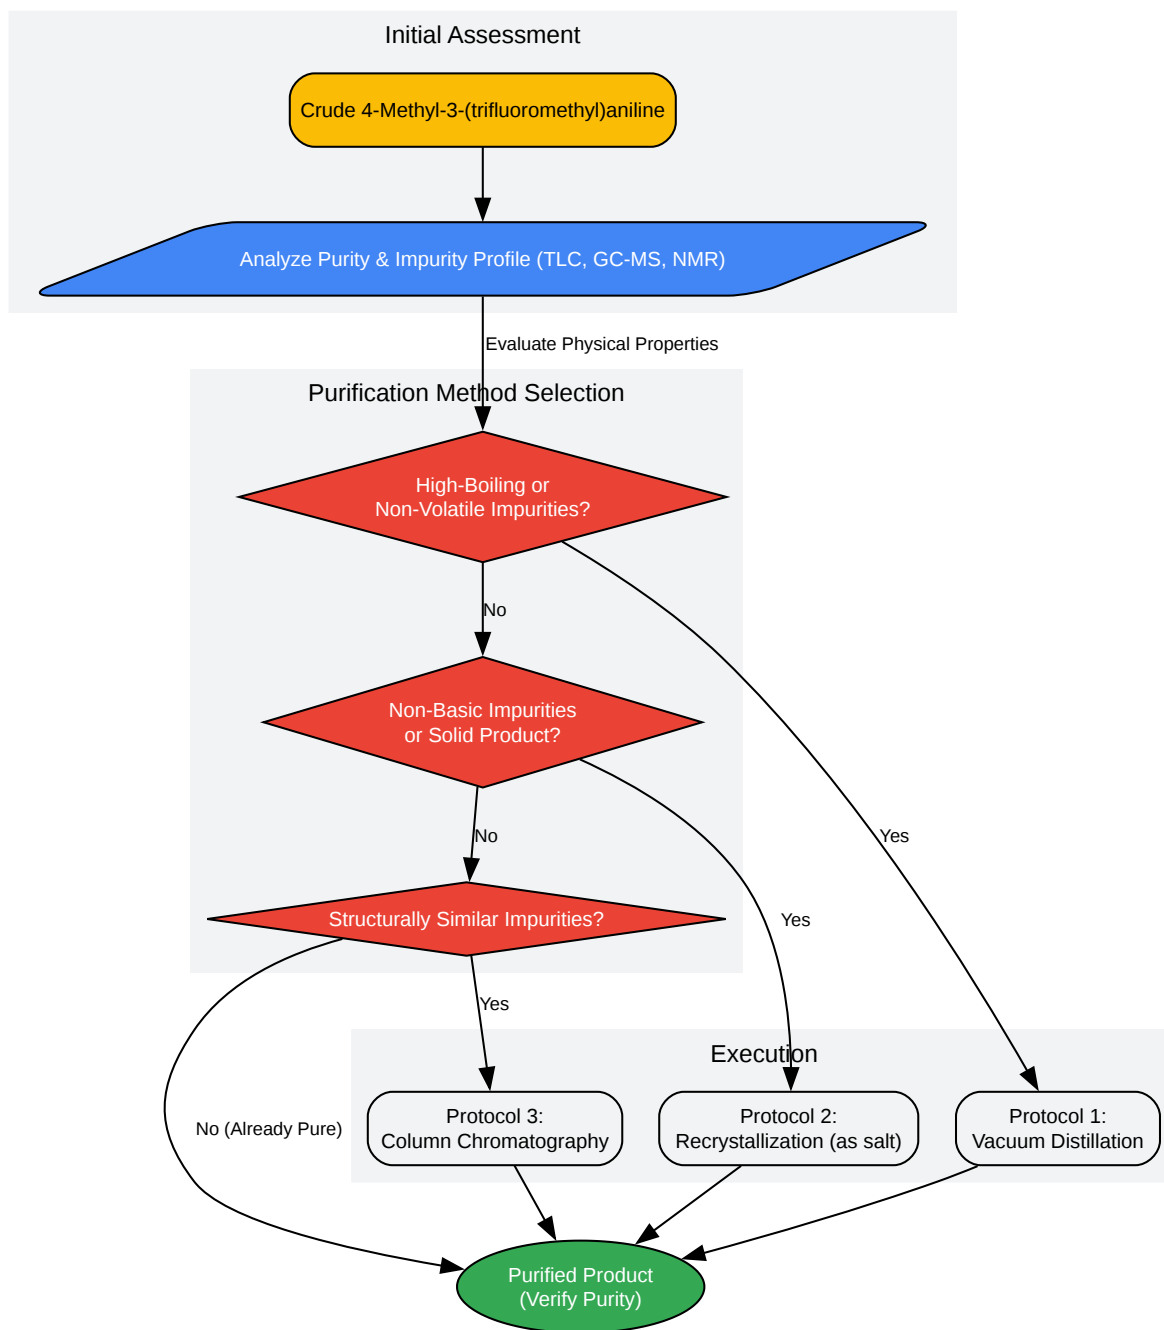 Initial Assessment
Crude 4-Methyl-3-(trifluoromethyl)aniline
Analyze Purity & Impurity Profile (TLC, GC-MS, NMR)
Evaluate Physical Properties
Purification Method Selection
High-Boiling or
Non-Volatile Impurities?
No
Non-Basic Impurities
or Solid Product?
No
Yes
Structurally Similar Impurities?
Yes
Yes
Execution
No (Already Pure)
Protocol 3:
Column Chromatography
Protocol 2:
Recrystallization (as salt)
Protocol 1:
Vacuum Distillation
Purified Product
(Verify Purity)